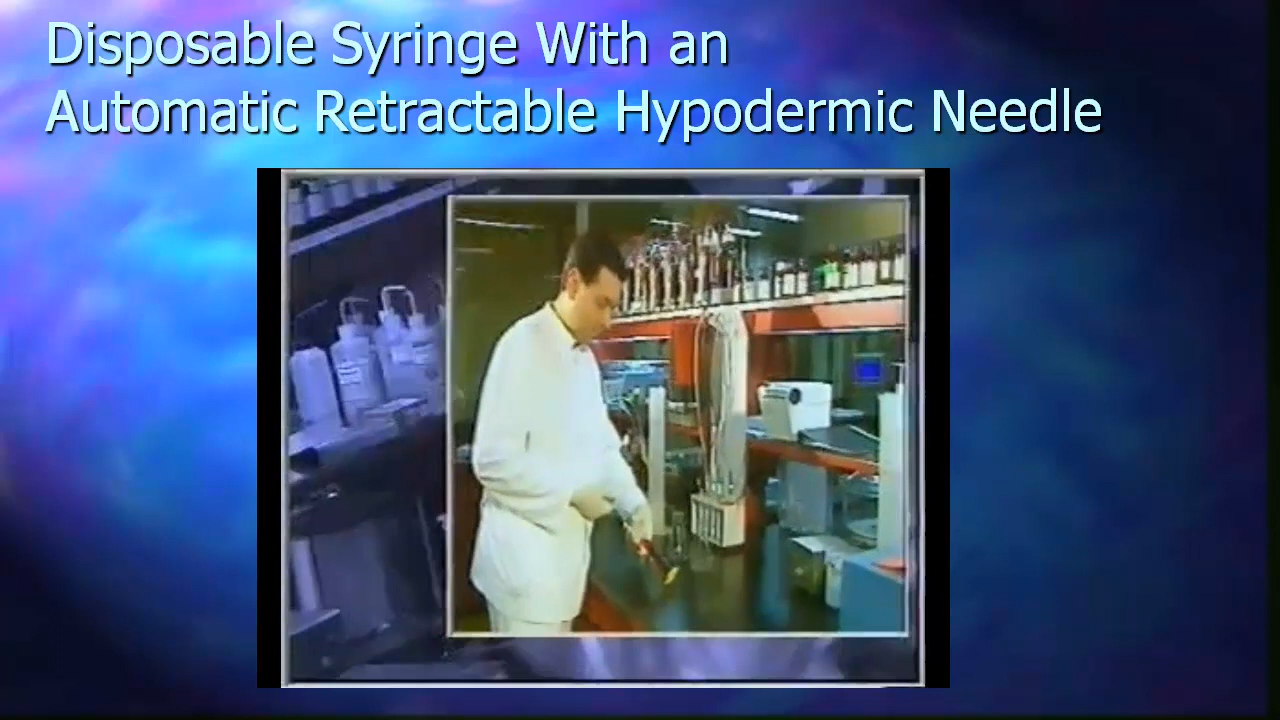 Disposable Syringe With an
Automatic Retractable Hypodermic Needle